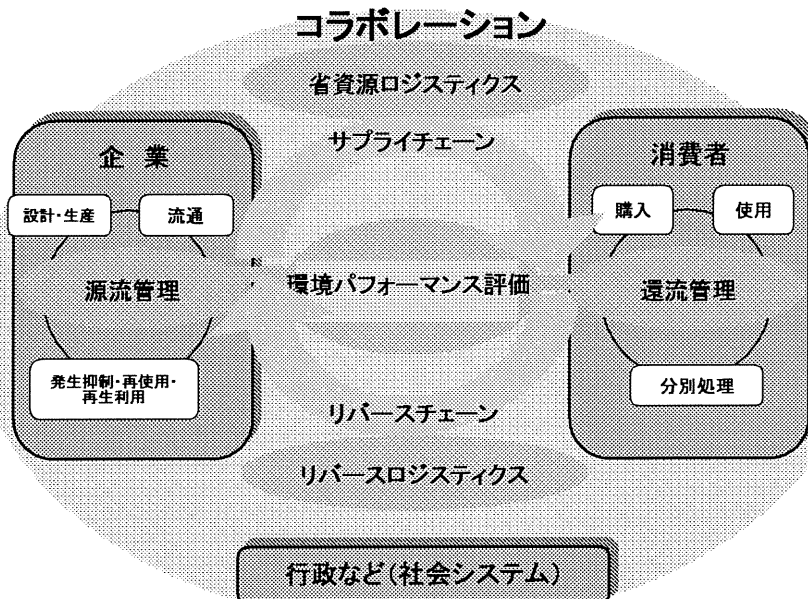 コラボレーション
省資源ロジスティクス
サプライチェーン
企業
設計・生産
流通
源流管理
発生抑制・再使用・
再生利用
環境パフォーマンス評価
消費者
購入
使用
還流管理
分別処理
リバースチェーン
リバースロジスティクス
行政など(社会システム)